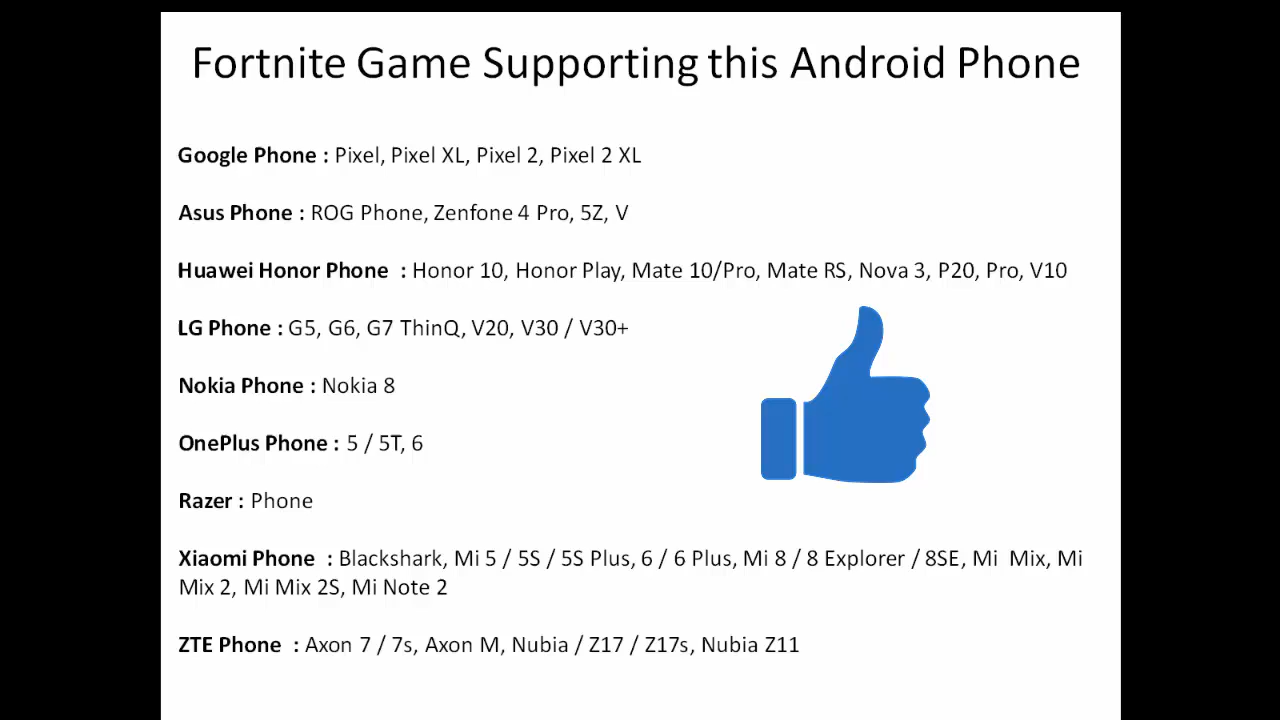 Fortnite Game Supporting this Android Phone
Google Phone : Pixel, Pixel XL, Pixel 2, Pixel 2 XL
Asus Phone : ROG Phone, Zenfone 4 Pro, 5Z, V
Huawei Honor Phone  : Honor 10, Honor Play, Mate 10/Pro, Mate RS, Nova 3, P20, Pro, V10
LG Phone : G5, G6, G7 ThinQ, V20, V30 / V30+
Nokia Phone : Nokia 8
OnePlus Phone : 5 / 5T, 6
Razer : Phone
Xiaomi Phone  : Blackshark, Mi 5 / 5S / 5S Plus, 6 / 6 Plus, Mi 8 / 8 Explorer / 8SE, Mi  Mix, Mi
Mix 2, Mi Mix 2S, Mi Note 2
ZTE Phone  : Axon 7 / 7s, Axon M, Nubia / Z17 / Z17s, Nubia Z11